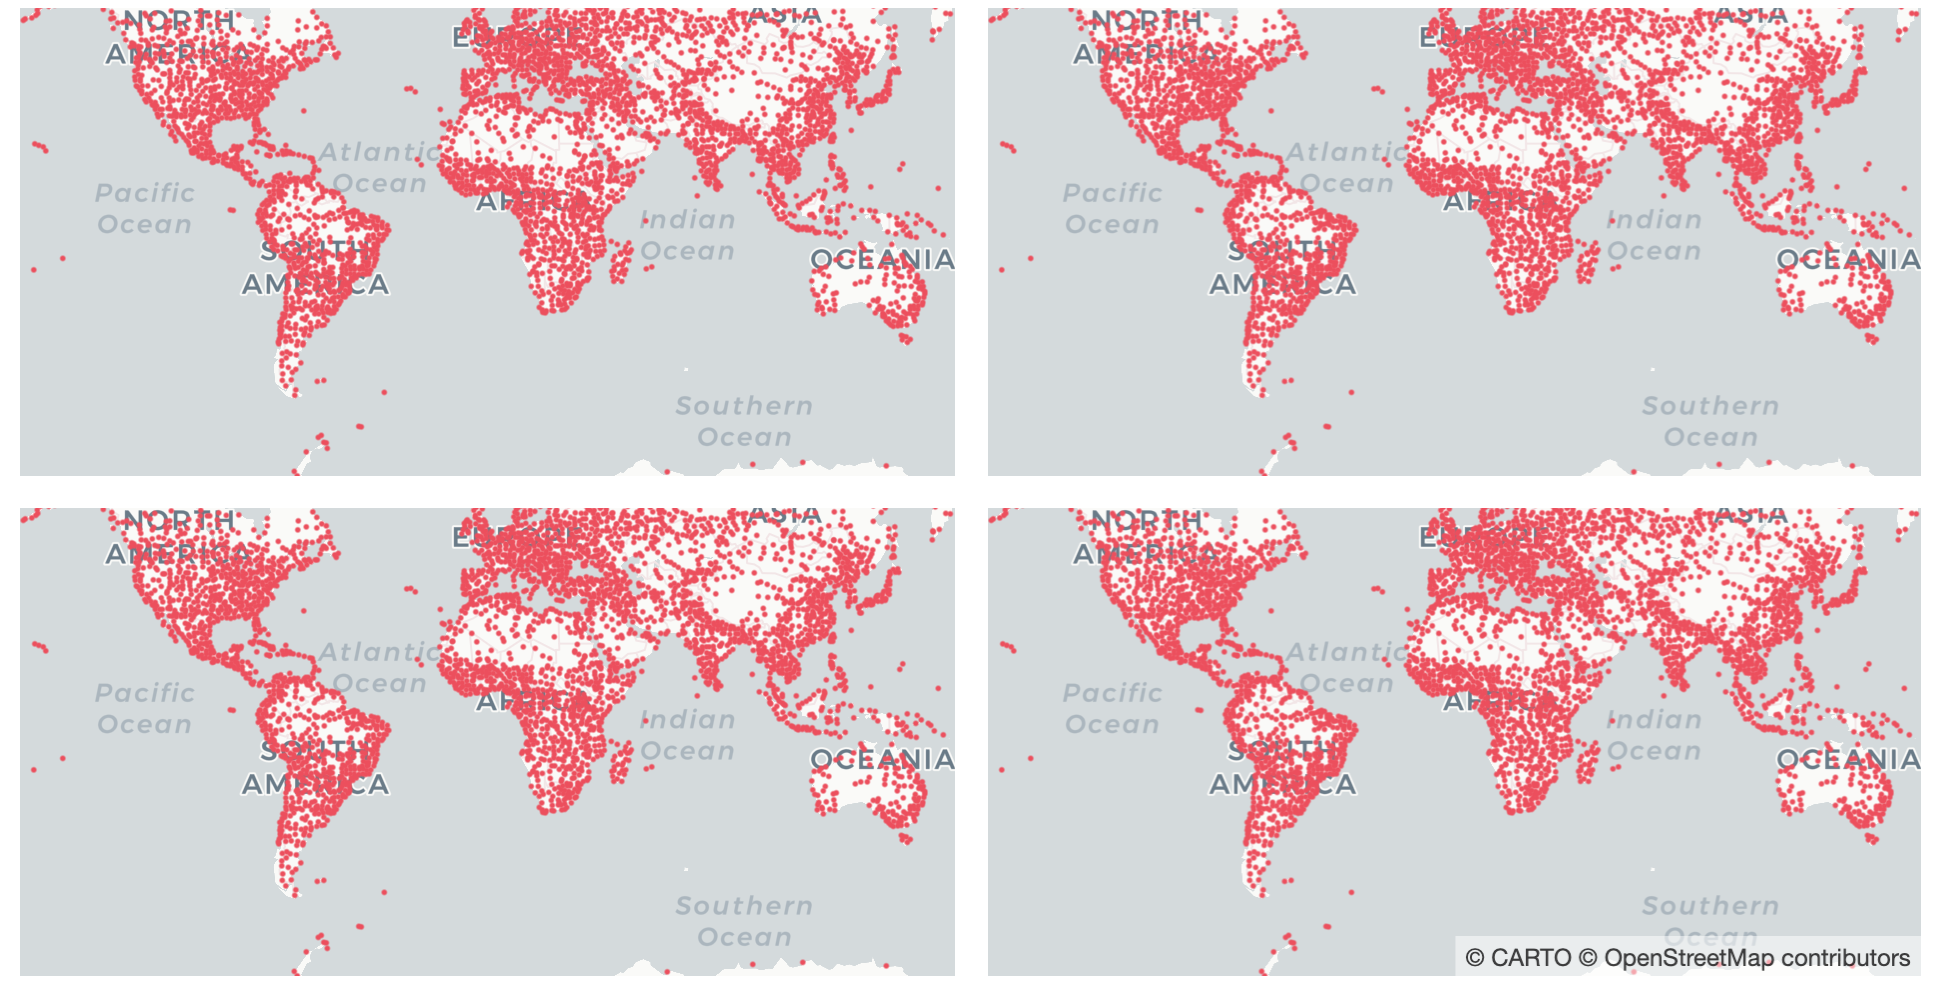 NORTH
AMERICA
EUROPE
ASIA
Atlantic
Ocean
Pacific
Ocean
AFRICA
Indian
Ocean
SOUTH
AMERICA
OCEANIA
Southern
Ocean
NORTH
AMERICA
EUROPE
ASIA
Atlantic
Ocean
Pacific
Ocean
AFRICA
Indian
Ocean
SOUTH
AMERICA
OCEANIA
Southern
Ocean
NORTH
AMERICA
EUROPE
ASIA
Atlantic
Ocean
Pacific
Ocean
AFRICA
Indian
Ocean
SOUTH
AMERICA
OCEANIA
Southern
Ocean
NORTH
AMERICA
EUROPE
ASIA
Atlantic
Ocean
Pacific
Ocean
AFRICA
Indian
Ocean
SOUTH
AMERICA
OCEANIA
Southern
Ocean
© CARTO © OpenStreetMap contributors